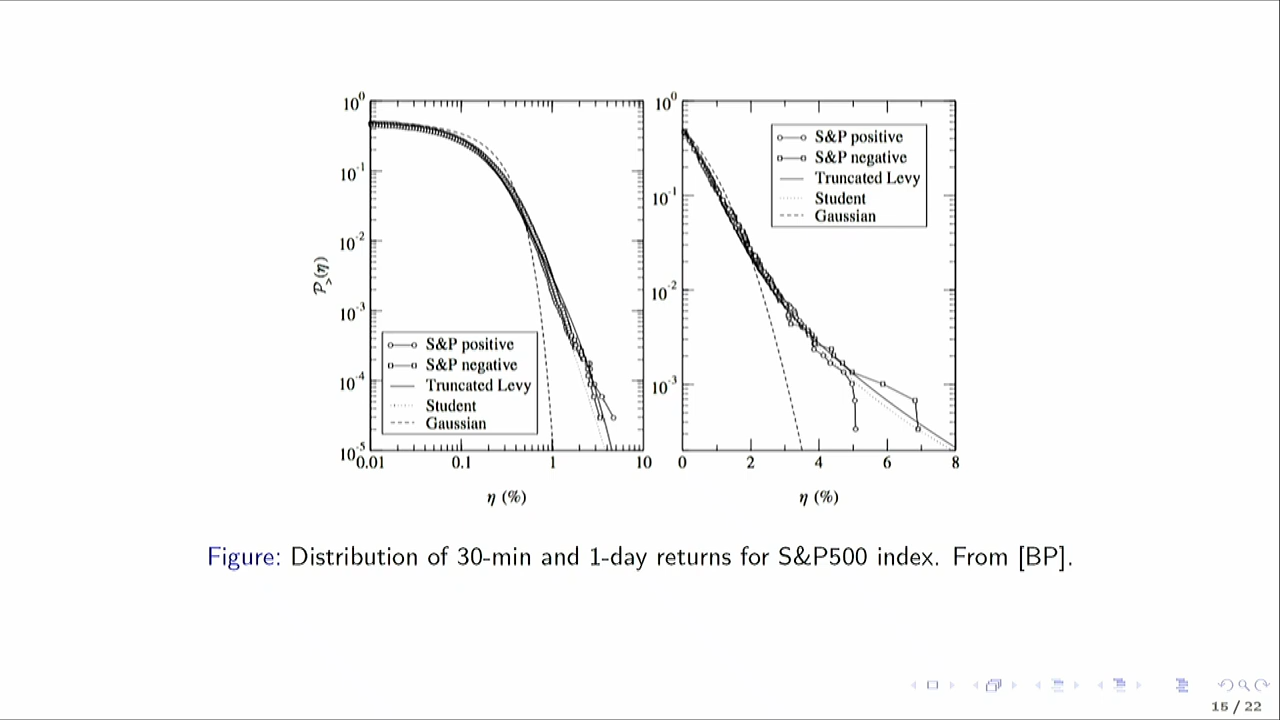 10^0
10^-1
10^-2
10^-3
10^-4
10^-5
P>(η)
S&P positive
S&P negative
Truncated Levy
Student
Gaussian
0.01 0.1 1 10
η (%)
10^0
10^-1
10^-2
10^-3
S&P positive
S&P negative
Truncated Levy
Student
Gaussian
0 2 4 6 8
η (%)
Figure: Distribution of 30-min and 1-day returns for S&P500 index. From [BP].
15 / 22